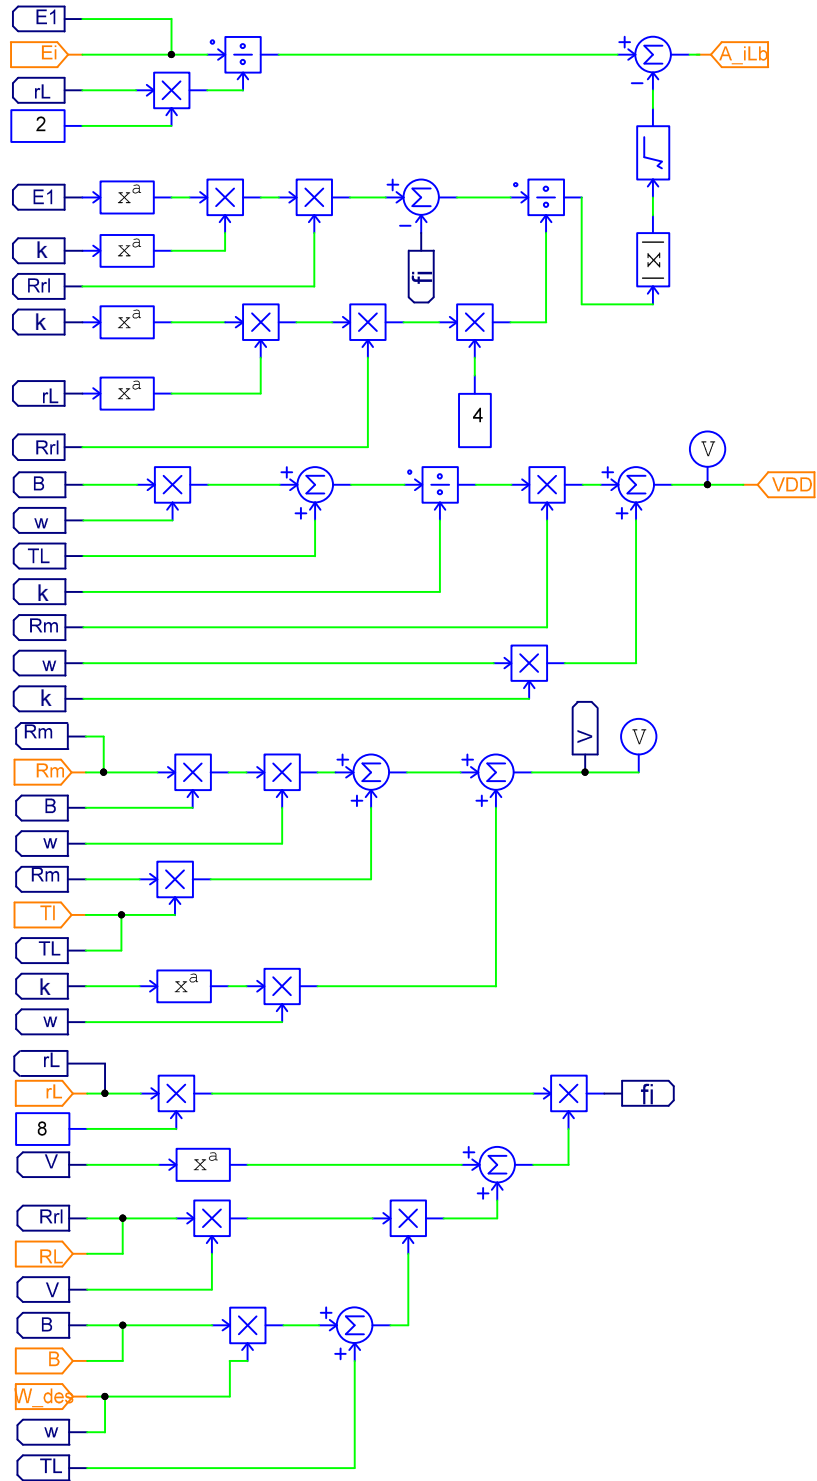 E1
Ei
A_iLb
rL
2
E1
x^a
k
x^a
fi
|x|
Rrl
k
x^a
rL
x^a
4
Rrl
V
B
VDD
w
TL
k
Rm
w
k
Rm
V
V
Rm
B
w
Rm
Tl
TL
k
x^a
w
rL
rL
fi
8
V
x^a
Rrl
RL
V
B
B
W_des
w
TL